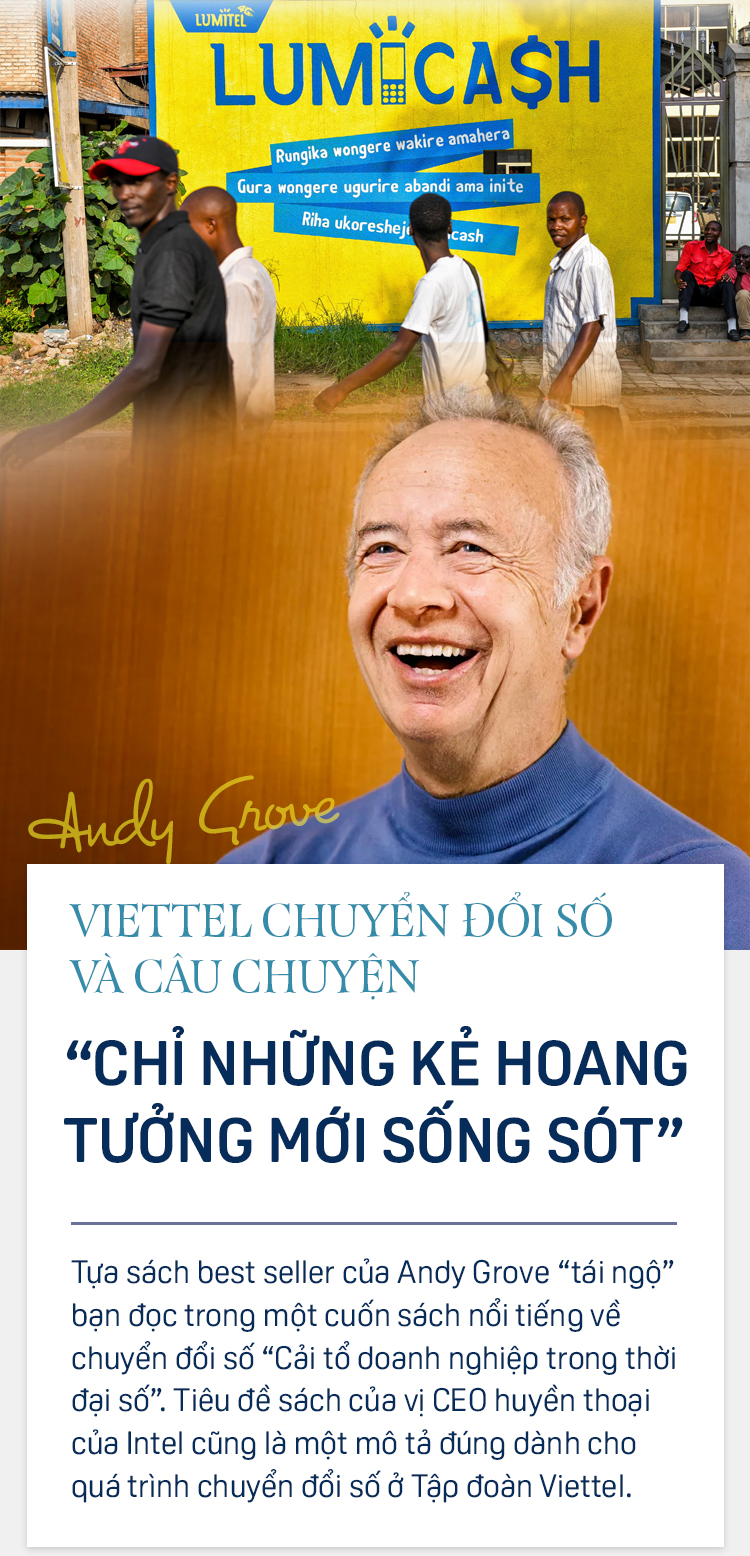 LUMITEL
LUMICA$H
Rungika wongere wakire amahera
Gura wongere ugurire abandi ama inite
Riha ukoreshej cash
Andy Grove
VIETTEL CHUYỂN ĐỔI SỐ
VÀ CÂU CHUYỆN
“CHỈ NHỮNG KẺ HOANG
TƯỞNG MỚI SỐNG SÓT”
Tựa sách best seller của Andy Grove “tái ngộ”
bạn đọc trong một cuốn sách nổi tiếng về
chuyển đổi số “Cải tổ doanh nghiệp trong thời
đại số”. Tiêu đề sách của vị CEO huyền thoại
của Intel cũng là một mô tả đúng dành cho
quá trình chuyển đổi số ở Tập đoàn Viettel.